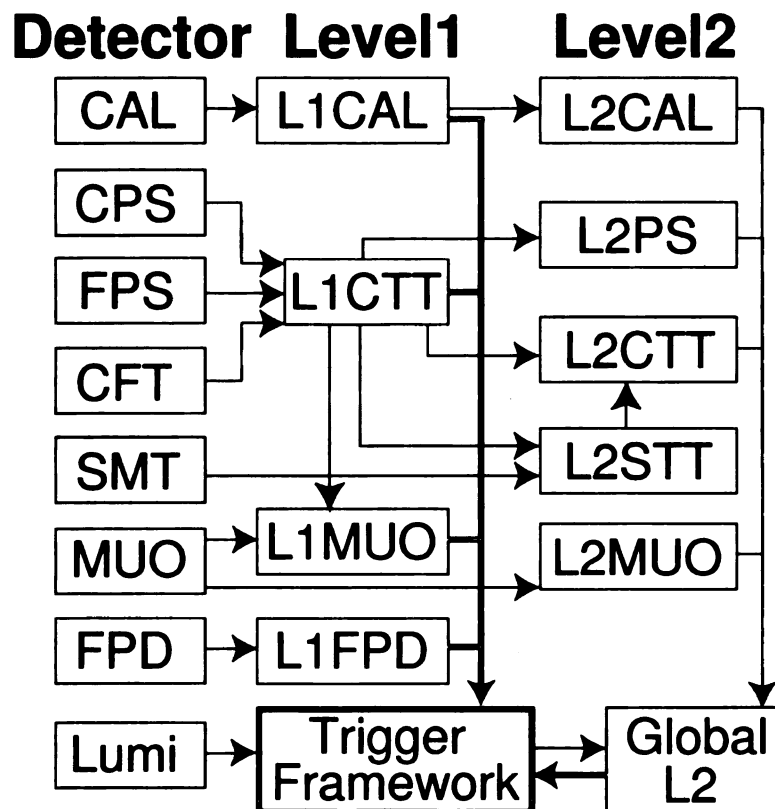 Detector Level1 Level2
CAL L1CAL L2CAL
CPS
L2PS
FPS L1CTT
L2CTT
CFT
SMT L2STT
MUO L1MUO L2MUO
FPD L1FPD
Lumi
Trigger
Framework
Global
L2